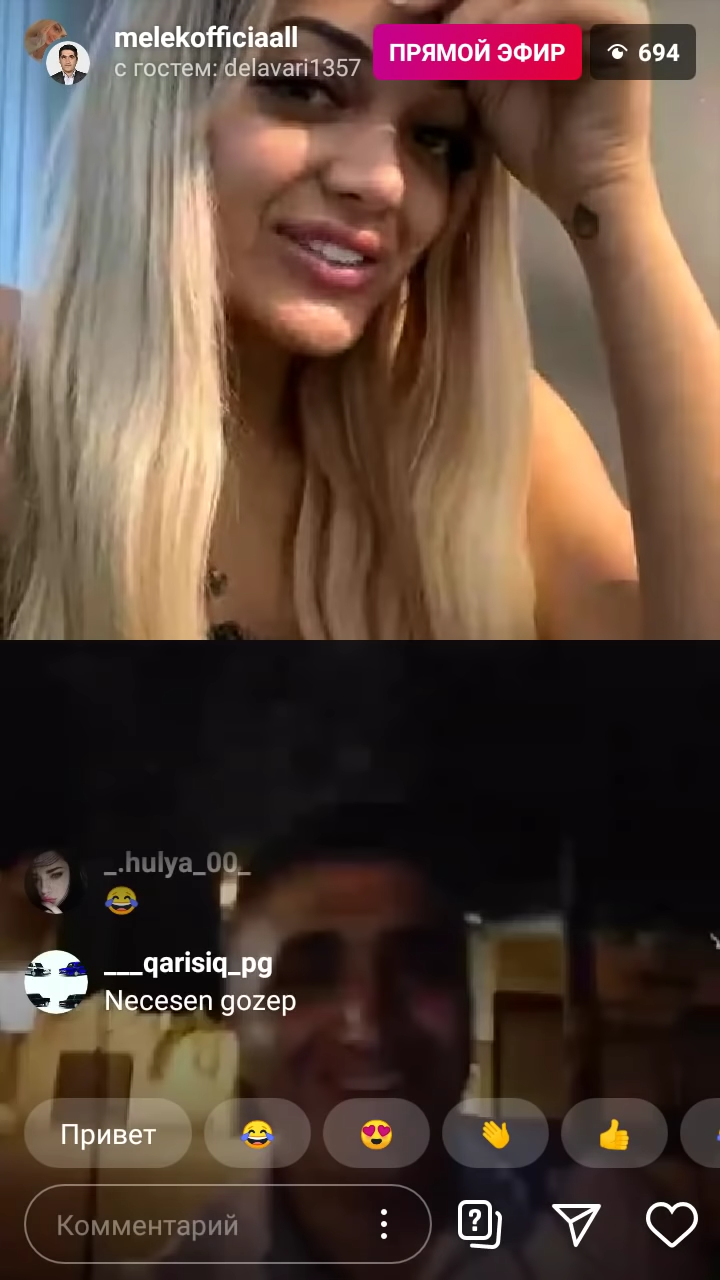 melekofficiaall
с гостем: delavari1357
ПРЯМОЙ ЭФИР
694
_.hulya_00_
😂
___qarisiq_pg
Necesen gozep
Привет 😂 😍 👋 👍
Комментарий